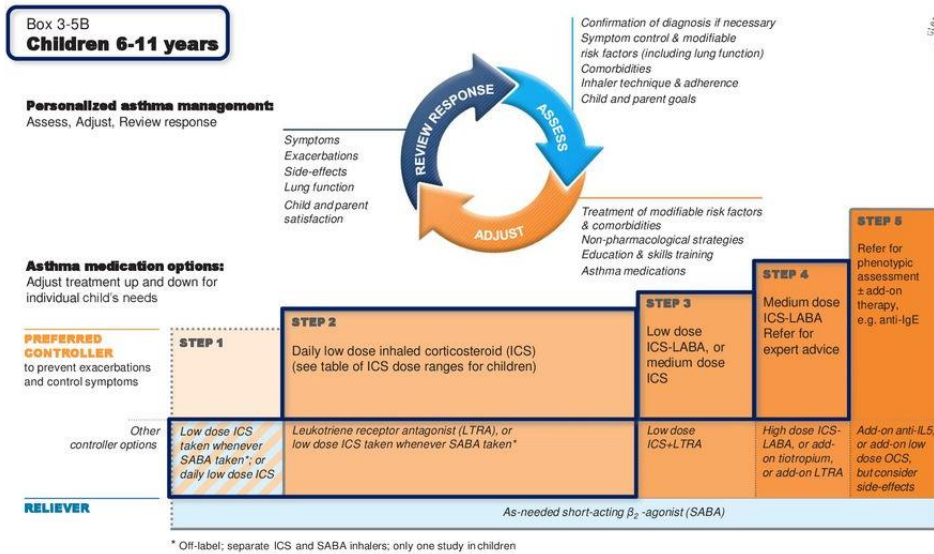 Box 3-5B
Children 6-11 years
Personalized asthma management:
Assess, Adjust, Review response
Symptoms
Exacerbations
Side-effects
Lung function
Child and parent
satisfaction
REVIEW RESPONSE
ASSESS
ADJUST
Confirmation of diagnosis if necessary
Symptom control & modifiable
risk factors (including lung function)
Comorbidities
Inhaler technique & adherence
Child and parent goals
Treatment of modifiable risk factors
& comorbidities
Non-pharmacological strategies
Education & skills training
Asthma medications
Asthma medication options:
Adjust treatment up and down for
individual child's needs
PREFERRED
CONTROLLER
to prevent exacerbations
and control symptoms
STEP 1
STEP 2
Daily low dose inhaled corticosteroid (ICS)
(see table of ICS dose ranges for children)
STEP 3
Low dose
ICS-LABA, or
medium dose
ICS
STEP 4
Medium dose
ICS-LABA
Refer for
expert advice
STEP 5
Refer for
phenotypic
assessment
± add-on
therapy,
e.g. anti-IgE
Other
controller options
Low dose ICS
taken whenever
SABA taken*; or
daily low dose ICS
Leukotriene receptor antagonist (LTRA), or
low dose ICS taken whenever SABA taken*
Low dose
ICS+LTRA
High dose ICS-
LABA, or add-
on tiotropium,
or add-on LTRA
Add-on anti-IL5,
or add-on low
dose OCS,
but consider
side-effects
RELIEVER
As-needed short-acting β₂ -agonist (SABA)
* Off-label; separate ICS and SABA inhalers; only one study in children